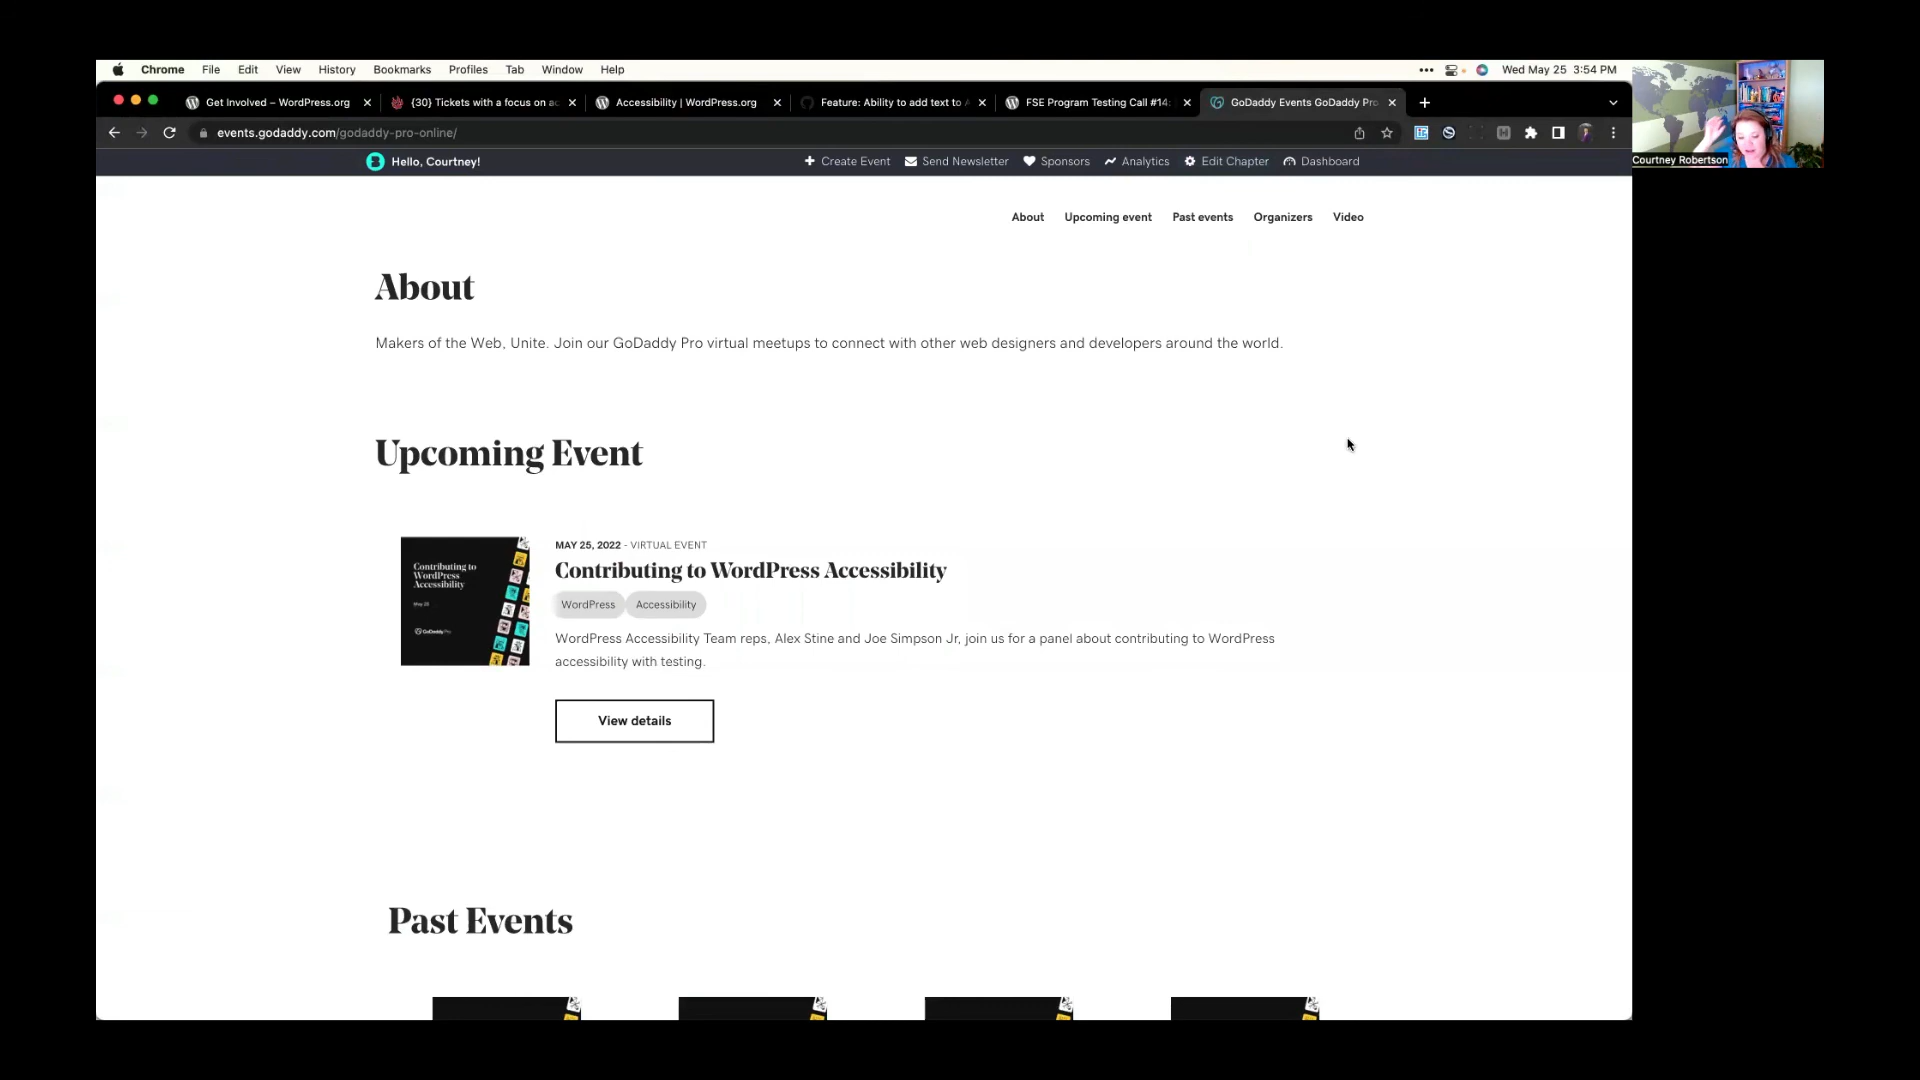 Chrome File Edit View History Bookmarks Profiles Tab Window Help
Wed May 25 3:54 PM
Get Involved – WordPress.org
{30} Tickets with a focus on ac
Accessibility | WordPress.org
Feature: Ability to add text to
FSE Program Testing Call #14:
GoDaddy Events GoDaddy Pro
events.godaddy.com/godaddy-pro-online/
Courtney Robertson
Hello, Courtney!
Create Event Send Newsletter Sponsors Analytics Edit Chapter Dashboard
About Upcoming event Past events Organizers Video
About
Makers of the Web, Unite. Join our GoDaddy Pro virtual meetups to connect with other web designers and developers around the world.
Upcoming Event
Contributing to
WordPress
Accessibility
May 25
GoDaddy Pro
MAY 25, 2022 - VIRTUAL EVENT
Contributing to WordPress Accessibility
WordPress Accessibility
WordPress Accessibility Team reps, Alex Stine and Joe Simpson Jr, join us for a panel about contributing to WordPress
accessibility with testing.
View details
Past Events